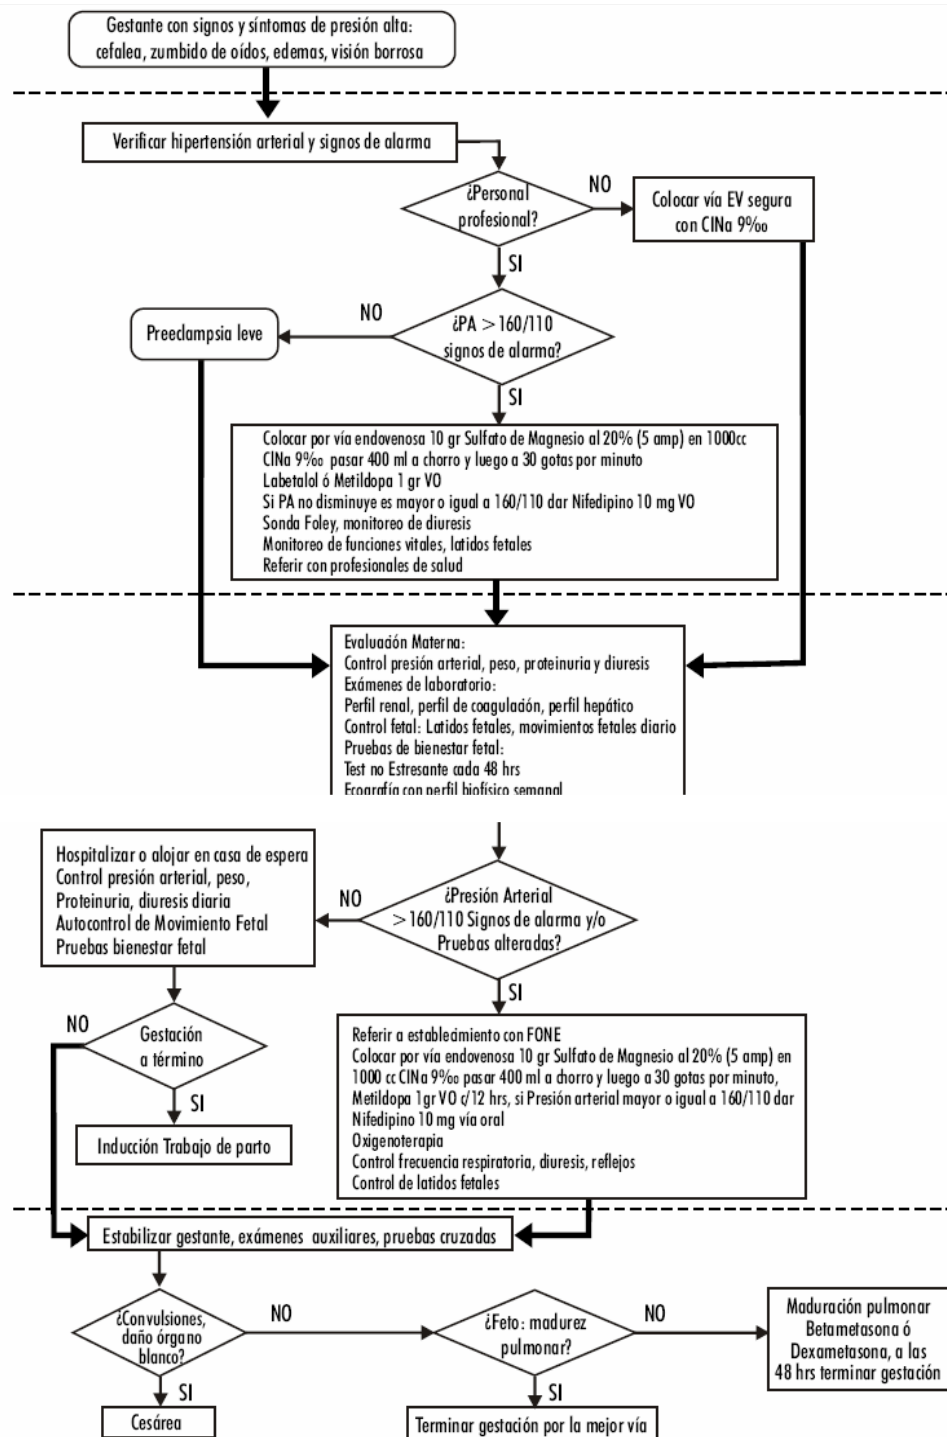 Gestante con signos y síntomas de presión alta:
cefalea, zumbido de oídos, edemas, visión borrosa
Verificar hipertensión arterial y signos de alarma
¿Personal
profesional?
NO
Colocar vía EV segura
con ClNa 9‰
SI
¿PA > 160/110
signos de alarma?
NO
Preeclampsia leve
SI
Colocar por vía endovenosa 10 gr Sulfato de Magnesio al 20% (5 amp) en 1000cc
ClNa 9‰ pasar 400 ml a chorro y luego a 30 gotas por minuto
Labetalol ó Metildopa 1 gr VO
Si PA no disminuye es mayor o igual a 160/110 dar Nifedipino 10 mg VO
Sonda Foley, monitoreo de diuresis
Monitoreo de funciones vitales, latidos fetales
Referir con profesionales de salud
Evaluación Materna:
Control presión arterial, peso, proteinuria y diuresis
Exámenes de laboratorio:
Perfil renal, perfil de coagulación, perfil hepático
Control fetal: Latidos fetales, movimientos fetales diario
Pruebas de bienestar fetal:
Test no Estresante cada 48 hrs
Ecografía con perfil biofísico semanal
Hospitalizar o alojar en casa de espera
Control presión arterial, peso,
Proteinuria, diuresis diaria
Autocontrol de Movimiento Fetal
Pruebas bienestar fetal
NO
¿Presión Arterial
> 160/110 Signos de alarma y/o
Pruebas alteradas?
SI
NO
Gestación
a término
SI
Inducción Trabajo de parto
Referir a establecimiento con FONE
Colocar por vía endovenosa 10 gr Sulfato de Magnesio al 20% (5 amp) en
1000 cc ClNa 9‰ pasar 400 ml a chorro y luego a 30 gotas por minuto,
Metildopa 1gr VO c/12 hrs, si Presión arterial mayor o igual a 160/110 dar
Nifedipino 10 mg vía oral
Oxigenoterapia
Control frecuencia respiratoria, diuresis, reflejos
Control de latidos fetales
Estabilizar gestante, exámenes auxiliares, pruebas cruzadas
¿Convulsiones,
daño órgano
blanco?
NO
¿Feto: madurez
pulmonar?
NO
Maduración pulmonar
Betametasona ó
Dexametasona, a las
48 hrs terminar gestación
SI
Cesárea
SI
Terminar gestación por la mejor vía